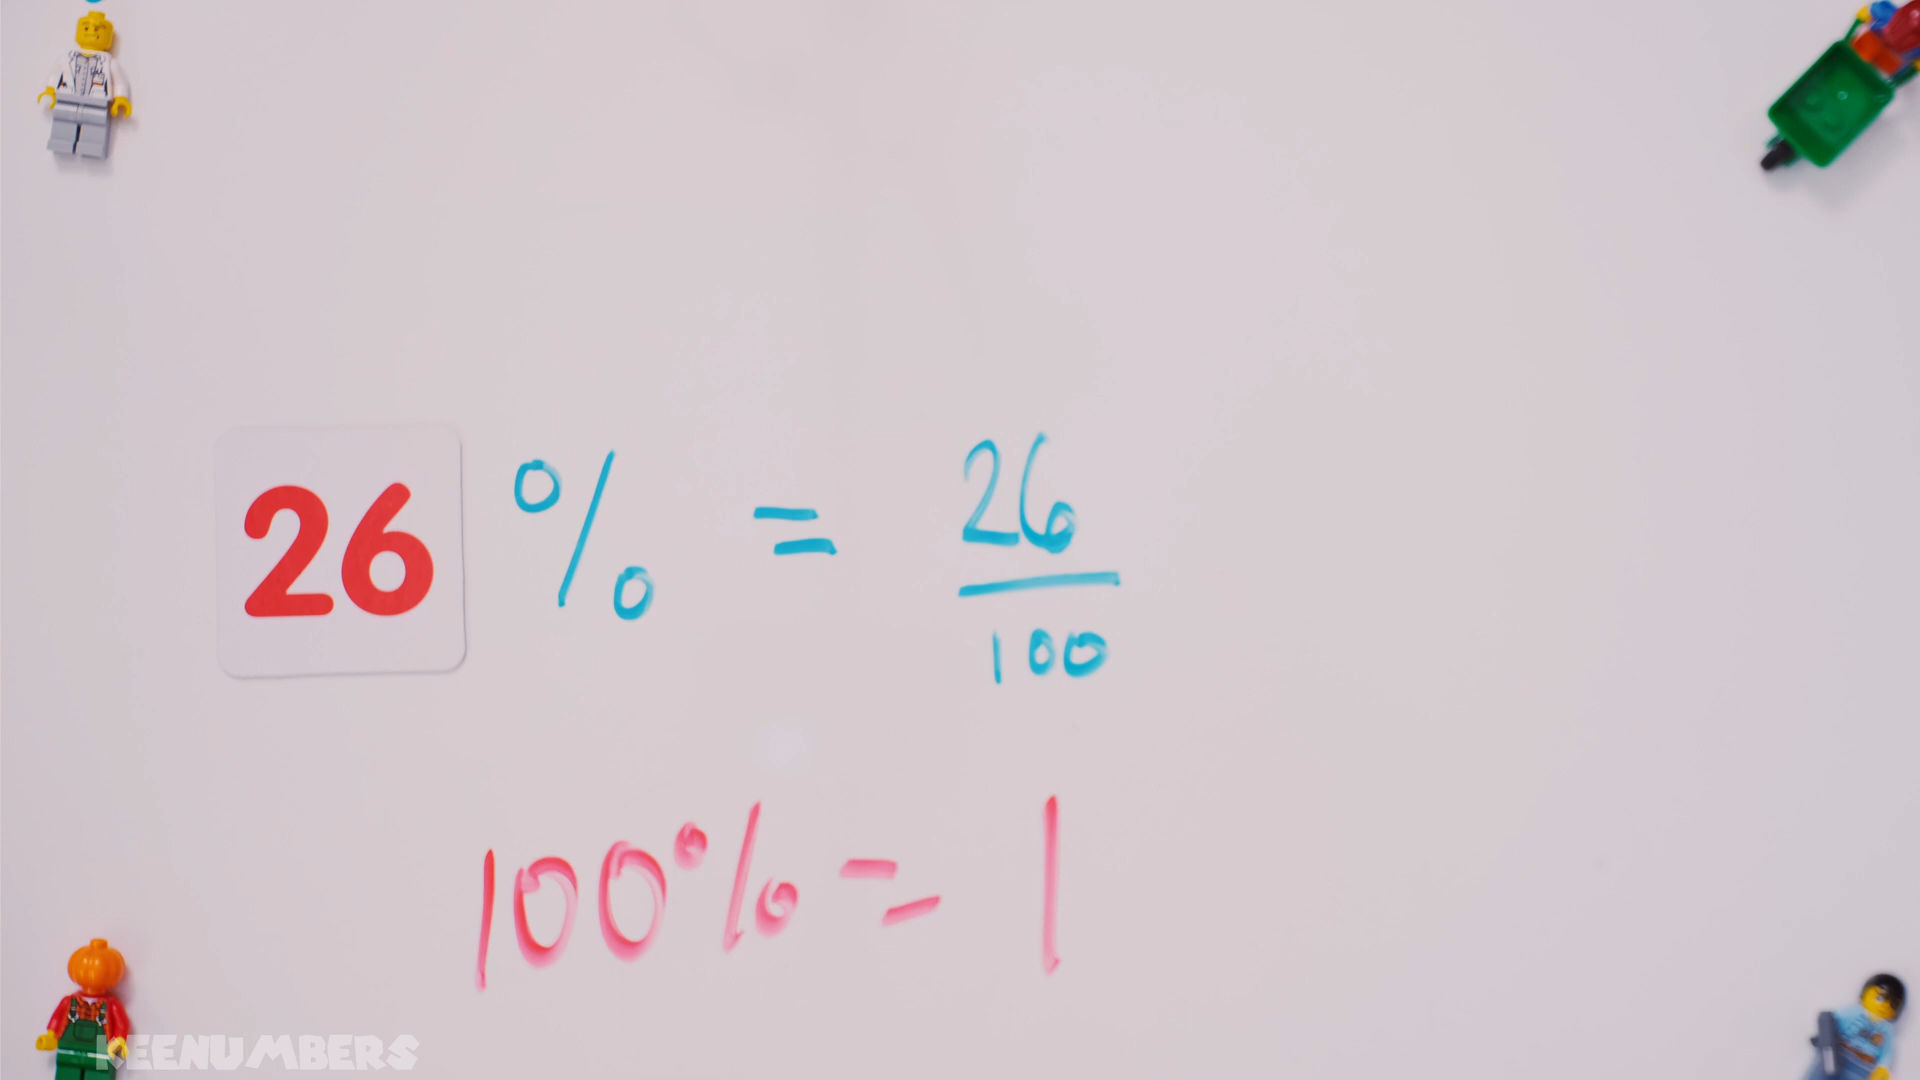 26 % = 26/100
100% = 1
KEENUMBERS